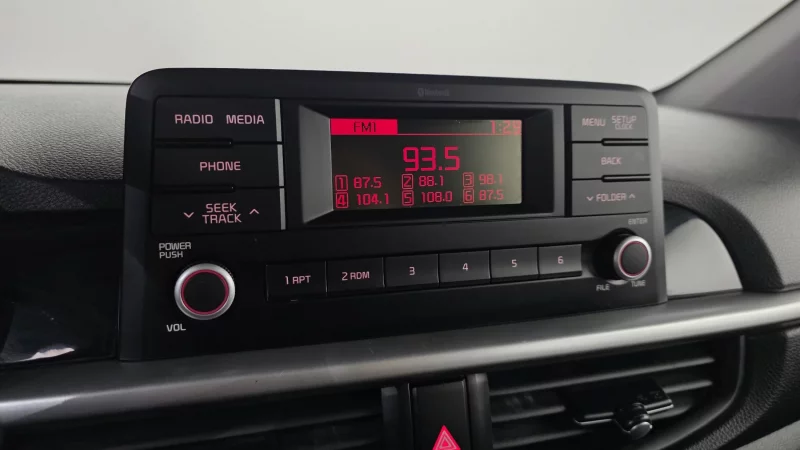 Bluetooth
RADIO MEDIA
PHONE
SEEK
TRACK
POWER
PUSH
VOL
FM1 1:29
93.5
1 87.5 2 88.1 3 98.1
4 104.1 5 108.0 6 87.5
1 RPT 2 RDM 3 4 5 6
MENU SETUP
CLOCK
BACK
FOLDER
ENTER
FILE TUNE